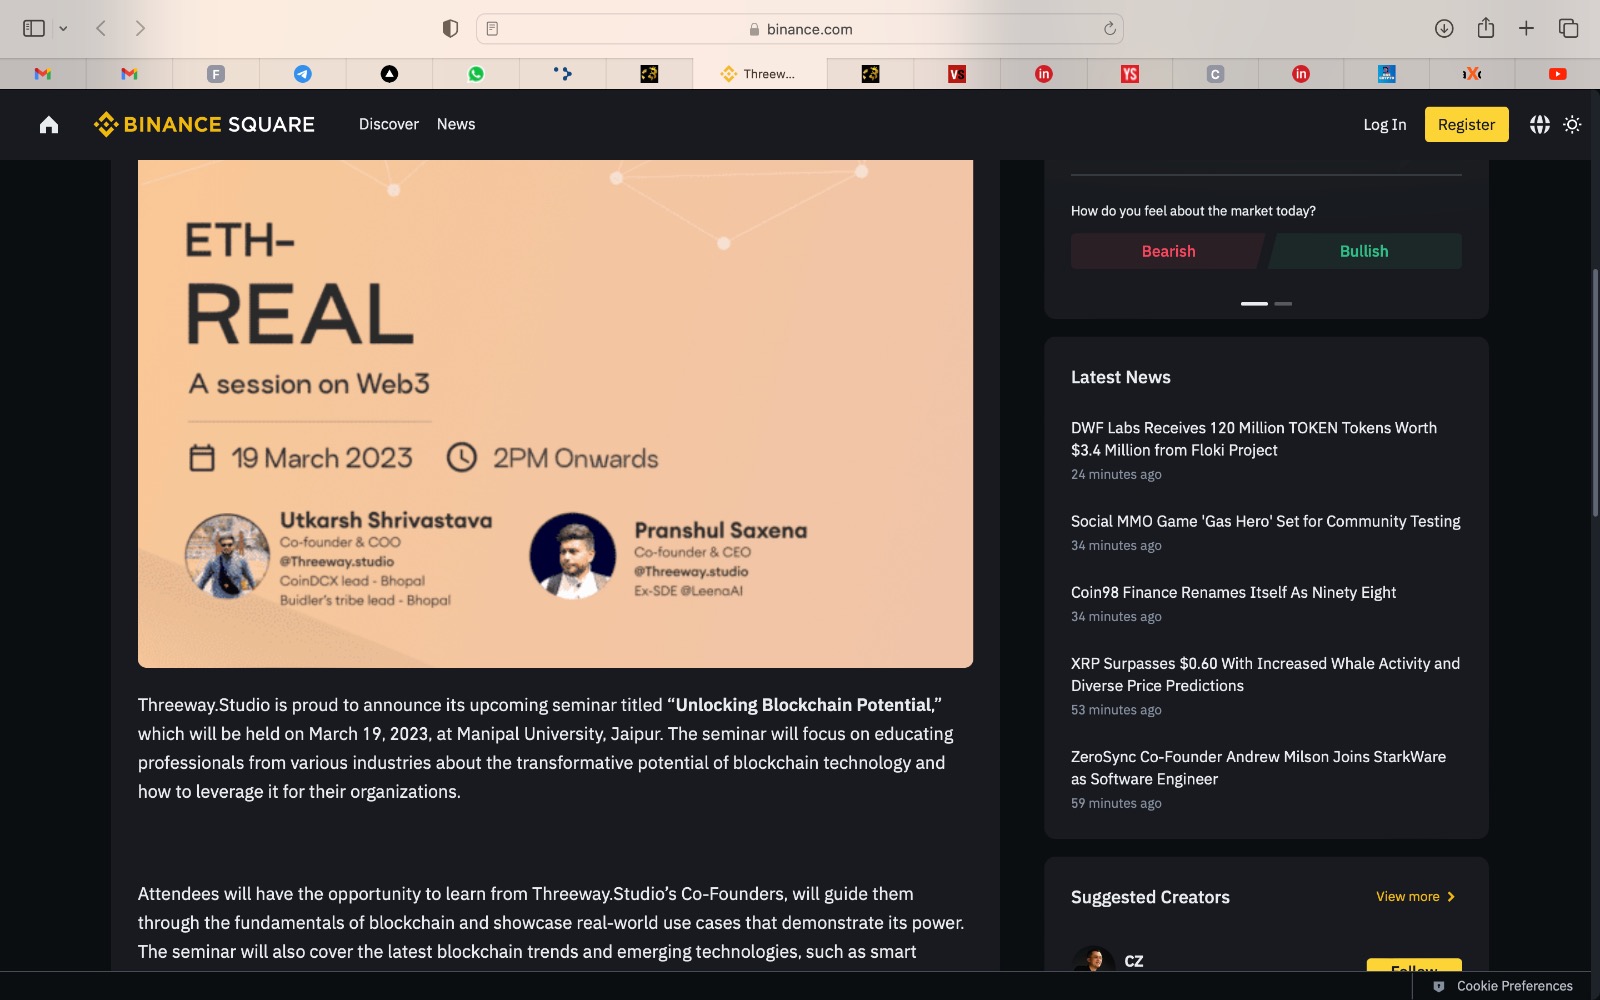 binance.com
F
Threew...
VS
in
YS
C
in
BINANCE SQUARE
Discover
News
Log In
Register
ETH-
REAL
A session on Web3
19 March 2023
2PM Onwards
Utkarsh Shrivastava
Co-founder & COO
@Threeway.studio
CoinDCX lead - Bhopal
Buidler's tribe lead - Bhopal
Pranshul Saxena
Co-founder & CEO
@Threeway.studio
Ex-SDE @LeenaAI
Threeway.Studio is proud to announce its upcoming seminar titled “Unlocking Blockchain Potential,”
which will be held on March 19, 2023, at Manipal University, Jaipur. The seminar will focus on educating
professionals from various industries about the transformative potential of blockchain technology and
how to leverage it for their organizations.
Attendees will have the opportunity to learn from Threeway.Studio’s Co-Founders, will guide them
through the fundamentals of blockchain and showcase real-world use cases that demonstrate its power.
The seminar will also cover the latest blockchain trends and emerging technologies, such as smart
How do you feel about the market today?
Bearish
Bullish
Latest News
DWF Labs Receives 120 Million TOKEN Tokens Worth
$3.4 Million from Floki Project
24 minutes ago
Social MMO Game 'Gas Hero' Set for Community Testing
34 minutes ago
Coin98 Finance Renames Itself As Ninety Eight
34 minutes ago
XRP Surpasses $0.60 With Increased Whale Activity and
Diverse Price Predictions
53 minutes ago
ZeroSync Co-Founder Andrew Milson Joins StarkWare
as Software Engineer
59 minutes ago
Suggested Creators
View more
CZ
Follow
Cookie Preferences